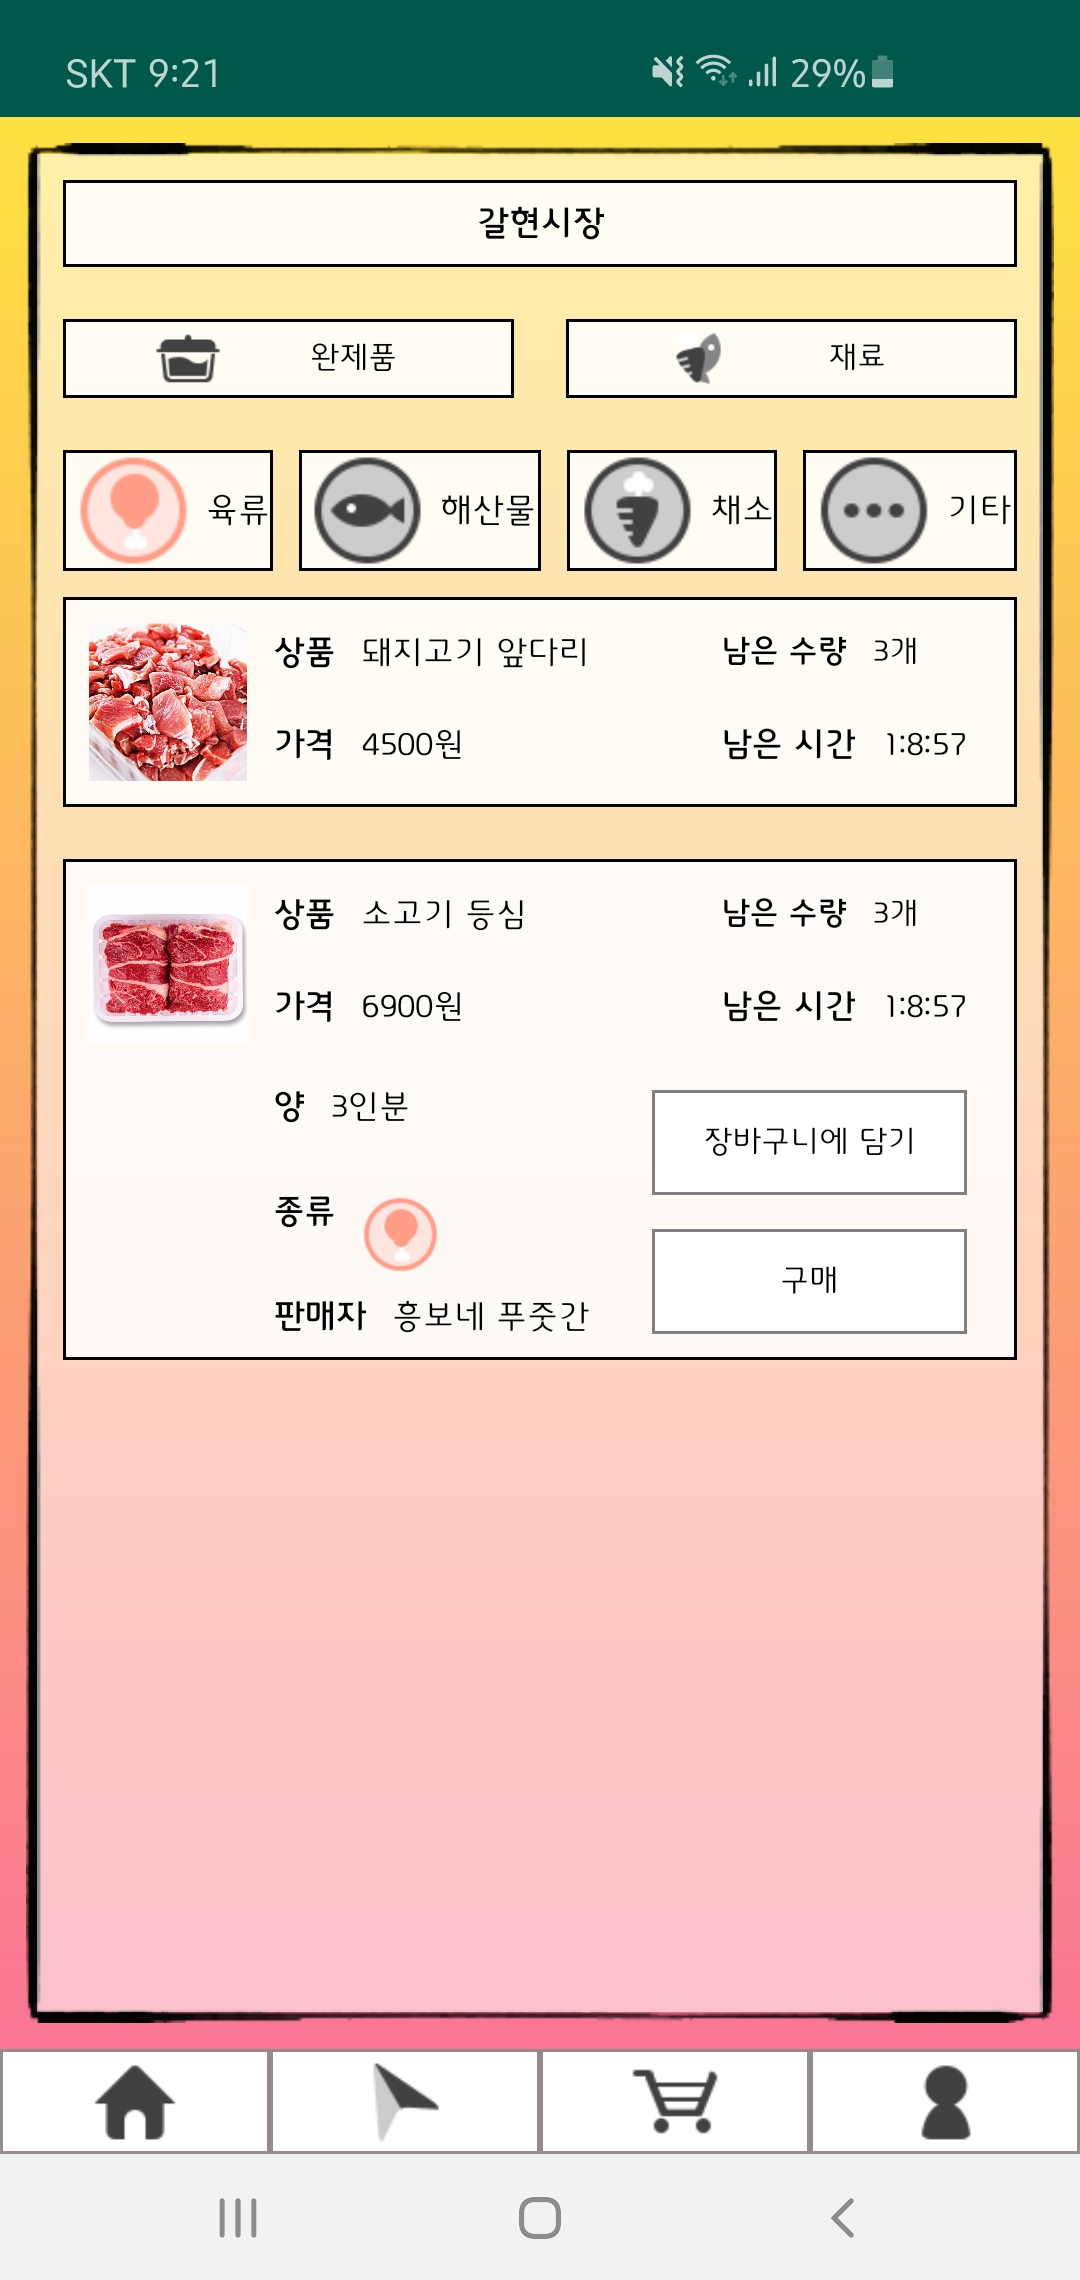 SKT 9:21 29%
갈현시장
완제품 재료
육류 해산물 채소 기타
상품 돼지고기 앞다리 남은 수량 3개
가격 4500원 남은 시간 1:8:57
상품 소고기 등심 남은 수량 3개
가격 6900원 남은 시간 1:8:57
양 3인분
장바구니에 담기
종류
구매
판매자 흥보네 푸줏간